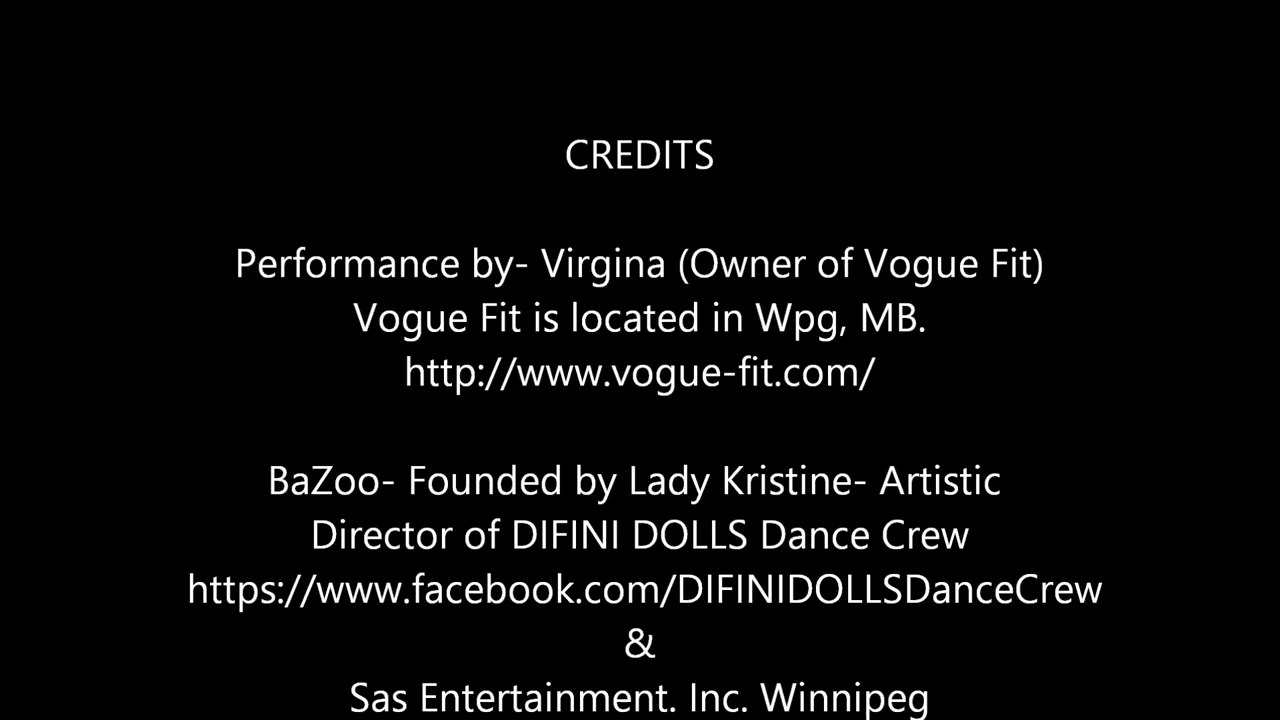 CREDITS
Performance by- Virgina (Owner of Vogue Fit)
Vogue Fit is located in Wpg, MB.
http://www.vogue-fit.com/
BaZoo- Founded by Lady Kristine- Artistic
Director of DIFINI DOLLS Dance Crew
https://www.facebook.com/DIFINIDOLLSDanceCrew
&
Sas Entertainment. Inc. Winnipeg